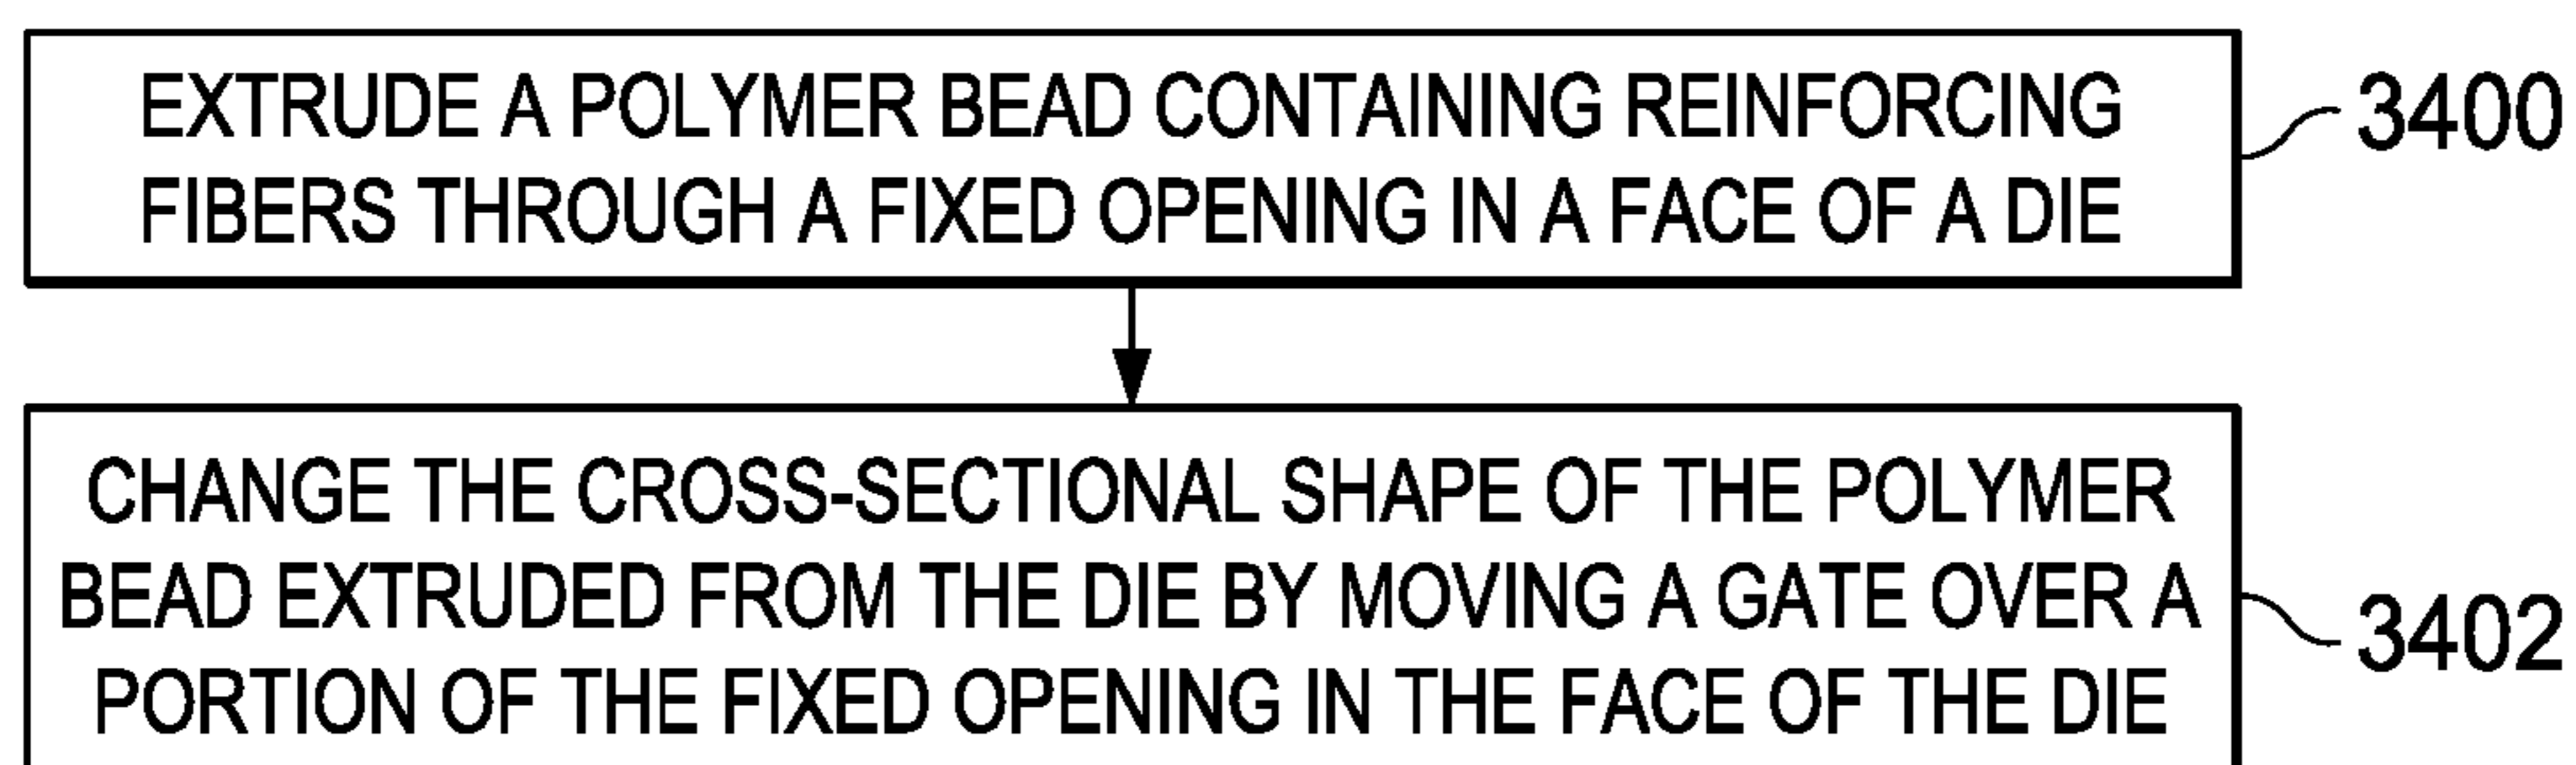 EXTRUDE A POLYMER BEAD CONTAINING REINFORCING
FIBERS THROUGH A FIXED OPENING IN A FACE OF A DIE
3400
CHANGE THE CROSS-SECTIONAL SHAPE OF THE POLYMER
BEAD EXTRUDED FROM THE DIE BY MOVING A GATE OVER A
PORTION OF THE FIXED OPENING IN THE FACE OF THE DIE
3402